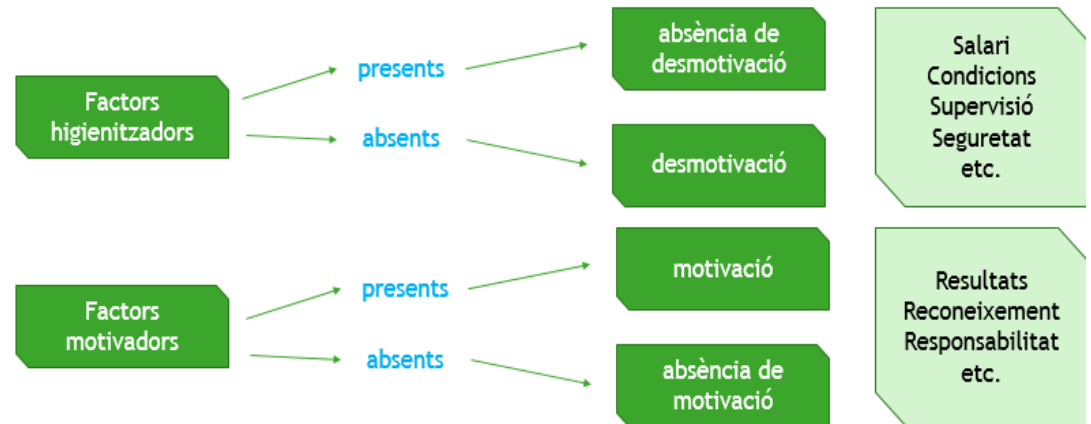 Factors
higienitzadors
presents
absents
absència de
desmotivació
desmotivació
Salari
Condicions
Supervisió
Seguretat
etc.
Factors
motivadors
presents
absents
motivació
absència de
motivació
Resultats
Reconeixement
Responsabilitat
etc.